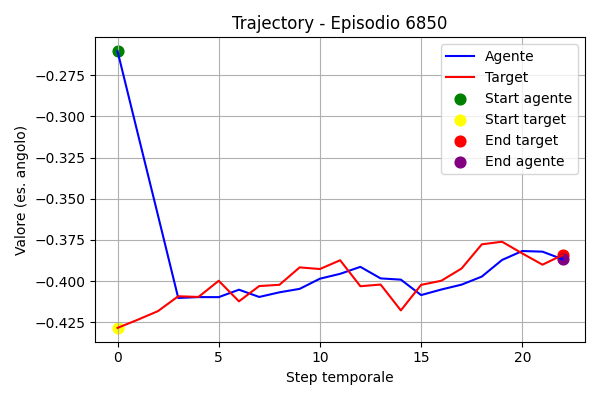 Trajectory - Episodio 6850
Valore (es. angolo)
−0.275
−0.300
−0.325
−0.350
−0.375
−0.400
−0.425
Agente
Target
Start agente
Start target
End target
End agente
0
5
10
15
20
Step temporale